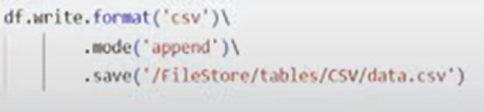 df.write.format('csv')\
.mode('append')\
.save('/FileStore/tables/CSV/data.csv')